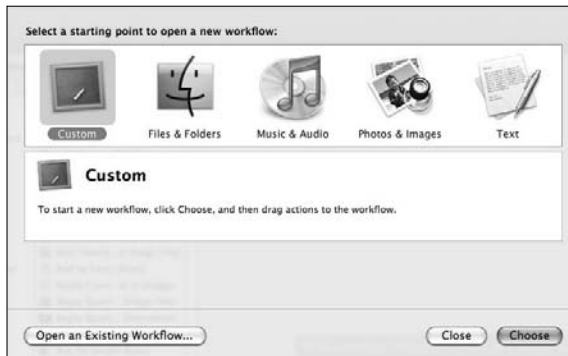 Select a starting point to open a new workflow:
Custom
Files & Folders
Music & Audio
Photos & Images
Text
Custom
To start a new workflow, click Choose, and then drag actions to the workflow.
Open an Existing Workflow...
Close
Choose